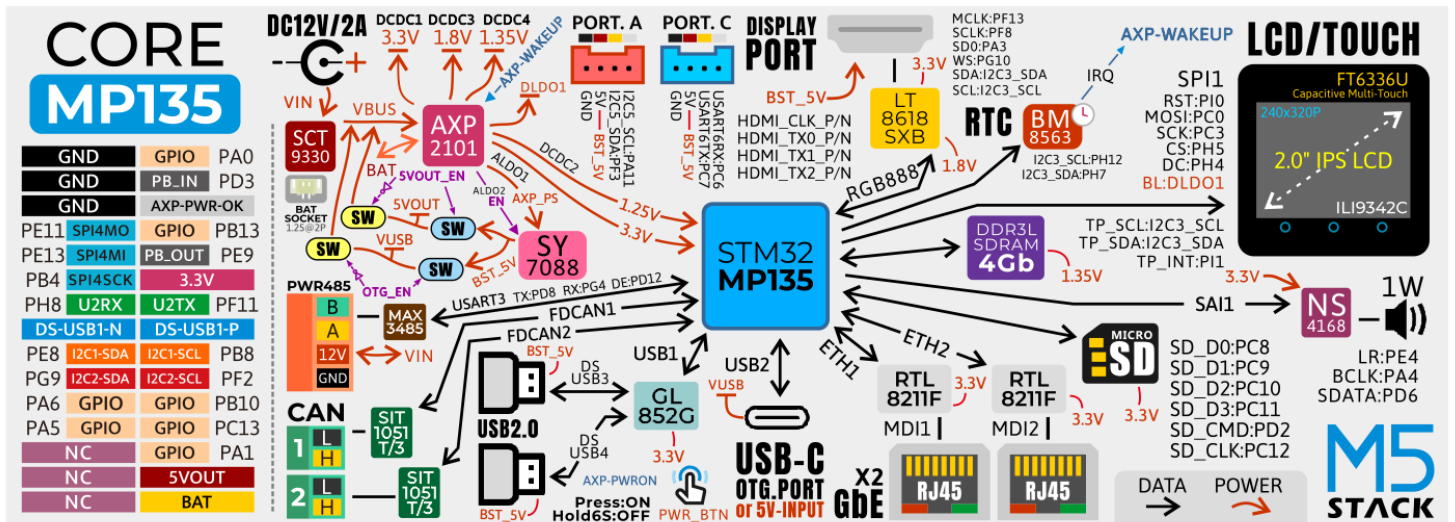 CORE
MP135
GND GPIO PA0
GND PB_IN PD3
GND AXP-PWR-OK
PE11 SPI4MO GPIO PB13
PE13 SPI4MI PB_OUT PE9
PB4 SPI4SCK 3.3V
PH8 U2RX U2TX PF11
DS-USB1-N DS-USB1-P
PE8 I2C1-SDA I2C1-SCL PB8
PG9 I2C2-SDA I2C2-SCL PF2
PA6 GPIO GPIO PB10
PA5 GPIO GPIO PC13
NC GPIO PA1
NC 5VOUT
NC BAT
DC12V/2A
- +
VIN
SCT
9330
VBUS
DCDC1
3.3V
DCDC3
1.8V
DCDC4
1.35V
AXP-WAKEUP
DLDO1
AXP
2101
BAT
BAT
SOCKET
1.25@2P
5VOUT_EN
SW
5VOUT
SW
SW
VUSB
SW
OTG_EN
ALDO1
ALDO2
EN
AXP_PS
DCDC2
SY
7088
BST_5V
1.25V
3.3V
PORT. A
GND
5V — BST_5V
I2C5_SDA:PF3
I2C5_SCL:PA11
PORT. C
GND
5V — BST_5V
USART6TX:PC7
USART6RX:PC6
DISPLAY
PORT
BST_5V
HDMI_CLK_P/N
HDMI_TX0_P/N
HDMI_TX1_P/N
HDMI_TX2_P/N
MCLK:PF13
SCLK:PF8
SD0:PA3
WS:PG10
SDA:I2C3_SDA
SCL:I2C3_SCL
3.3V
LT
8618
SXB
1.8V
RGB888
RTC
BM
8563
IRQ
AXP-WAKEUP
I2C3_SCL:PH12
I2C3_SDA:PH7
LCD/TOUCH
SPI1
RST:PI0
MOSI:PC0
SCK:PC3
CS:PH5
DC:PH4
BL:DLDO1
FT6336U
Capacitive Multi-Touch
240x320P
2.0" IPS LCD
ILI9342C
TP_SCL:I2C3_SCL
TP_SDA:I2C3_SDA
TP_INT:PI1
STM32
MP135
DDR3L
SDRAM
4Gb
1.35V
3.3V
SAI1
NS
4168
1W
LR:PE4
BCLK:PA4
SDATA:PD6
PWR485
B
A
12V
GND
VIN
MAX
3485
USART3 TX:PD8 RX:PG4 DE:PD12
FDCAN1
FDCAN2
CAN
1
L
H
2
L
H
SIT
1051
T/3
SIT
1051
T/3
BST_5V
DS
USB3
USB2.0
DS
USB4
BST_5V
USB1
GL
852G
3.3V
AXP-PWRON
Press:ON
Hold6S:OFF
PWR_BTN
USB2
VUSB
USB-C
OTG.PORT
or 5V-INPUT
ETH1
ETH2
RTL
8211F
3.3V
MDI1
RTL
8211F
3.3V
MDI2
X2
GbE
RJ45
RJ45
MICRO
SD
3.3V
SD_D0:PC8
SD_D1:PC9
SD_D2:PC10
SD_D3:PC11
SD_CMD:PD2
SD_CLK:PC12
DATA POWER
M5
STACK